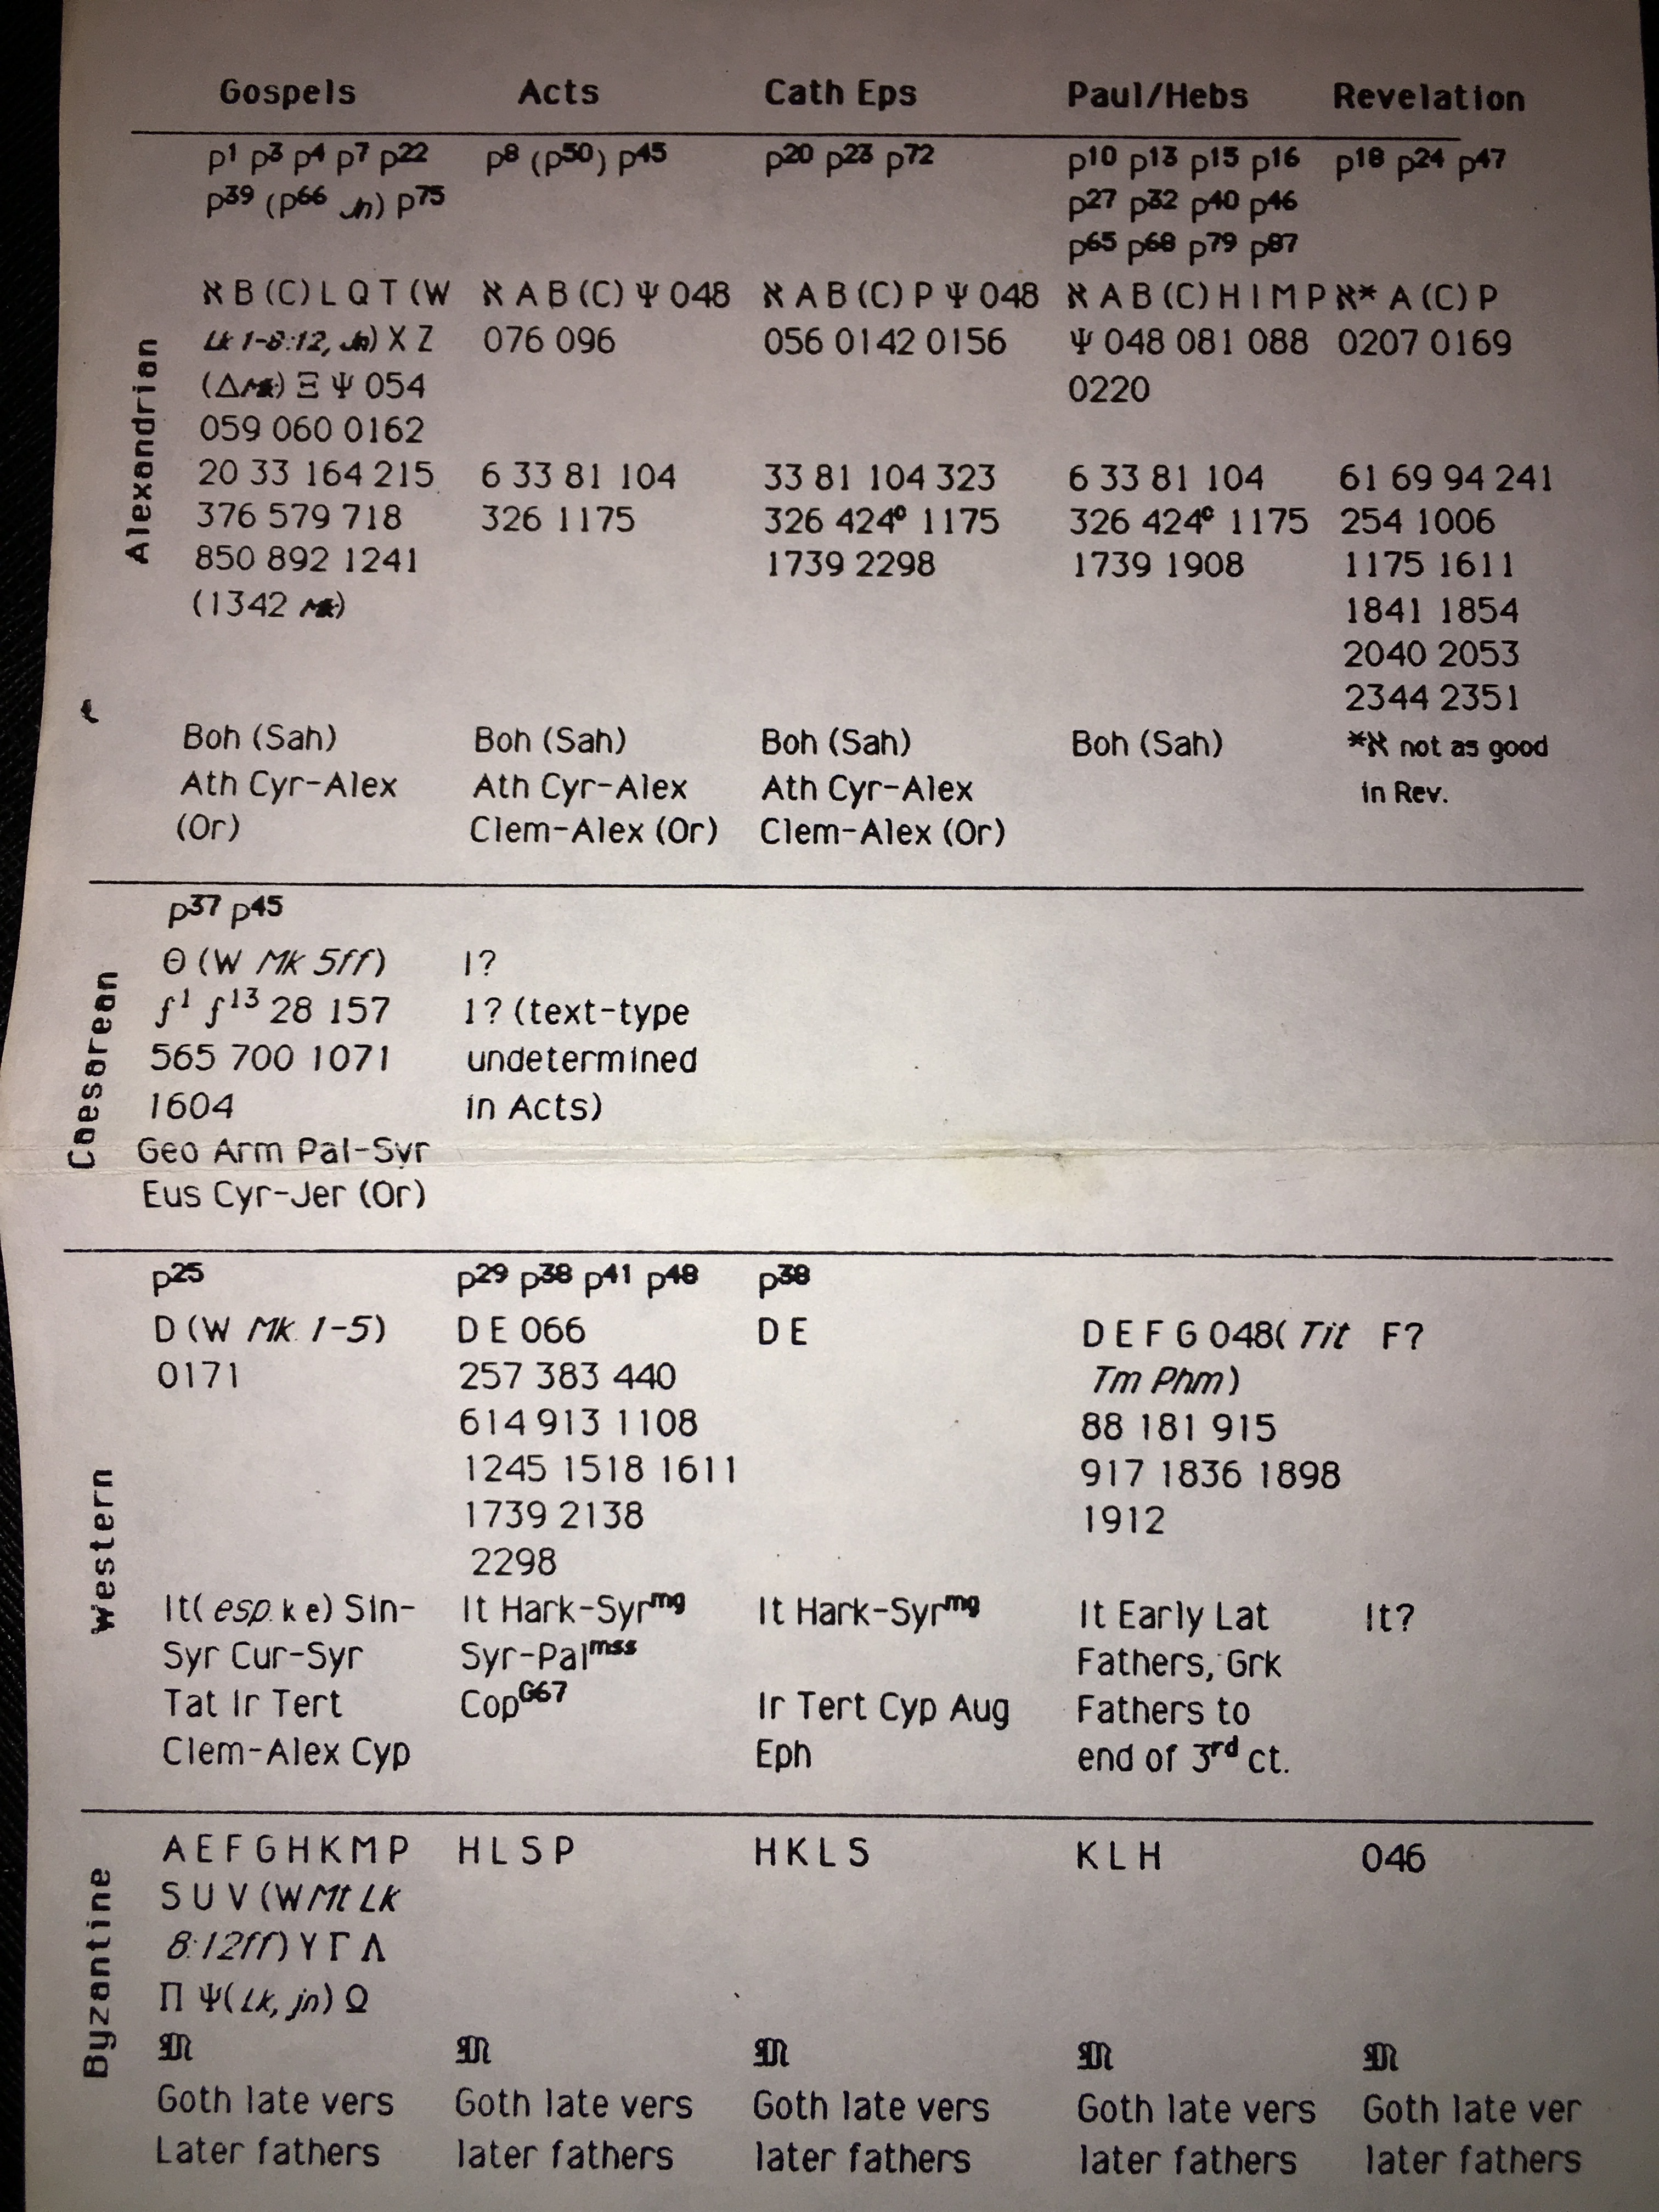 Gospels Acts Cath Eps Paul/Hebs Revelation
p¹ p³ p⁴ p⁷ p²² p⁸ (p⁵⁰) p⁴⁵ p²⁰ p²³ p⁷² p¹⁰ p¹³ p¹⁵ p¹⁶ p¹⁸ p²⁴ p⁴⁷
p³⁹ (p⁶⁶ Jn) p⁷⁵ p²⁷ p³² p⁴⁰ p⁴⁶
p⁶⁵ p⁶⁸ p⁷⁹ p⁸⁷
Alexandrian
ℵ B (C) L Q T (W ℵ A B (C) Ψ 048 ℵ A B (C) P Ψ 048 ℵ A B (C) H I M P ℵ* A (C) P
Lk 1-8:12, Jn) X Z 076 096 056 0142 0156 Ψ 048 081 088 0207 0169
(Δ Mk) Ξ Ψ 054 0220
059 060 0162
20 33 164 215 6 33 81 104 33 81 104 323 6 33 81 104 61 69 94 241
376 579 718 326 1175 326 424ᶜ 1175 326 424ᶜ 1175 254 1006
850 892 1241 1739 2298 1739 1908 1175 1611
(1342 Mk) 1841 1854
2040 2053
2344 2351
Boh (Sah) Boh (Sah) Boh (Sah) Boh (Sah) *ℵ not as good
Ath Cyr-Alex Ath Cyr-Alex Ath Cyr-Alex in Rev.
(Or) Clem-Alex (Or) Clem-Alex (Or)
Caesarean
p³⁷ p⁴⁵
Θ (W Mk 5ff) I?
ƒ¹ ƒ¹³ 28 157 1? (text-type
565 700 1071 undetermined
1604 in Acts)
Geo Arm Pal-Syr
Eus Cyr-Jer (Or)
Western
p²⁵ p²⁹ p³⁸ p⁴¹ p⁴⁸ p³⁸
D (W Mk. 1-5) D E 066 D E D E F G 048( Tit F?
0171 257 383 440 Tm Phm)
614 913 1108 88 181 915
1245 1518 1611 917 1836 1898
1739 2138 1912
2298
It( esp. k e) Sin- It Hark-Syrᵐᵍ It Hark-Syrᵐᵍ It Early Lat It?
Syr Cur-Syr Syr-Palᵐˢˢ Fathers, Grk
Tat Ir Tert Copᴳ⁶⁷ Ir Tert Cyp Aug Fathers to
Clem-Alex Cyp Eph end of 3ʳᵈ ct.
Byzantine
A E F G H K M P H L S P H K L S K L H 046
S U V (W Mt Lk
8:12ff) Y Γ Λ
Π Ψ( Lk, jn) Ω
𝔐 𝔐 𝔐 𝔐 𝔐
Goth late vers Goth late vers Goth late vers Goth late vers Goth late ver
Later fathers later fathers later fathers later fathers later fathers